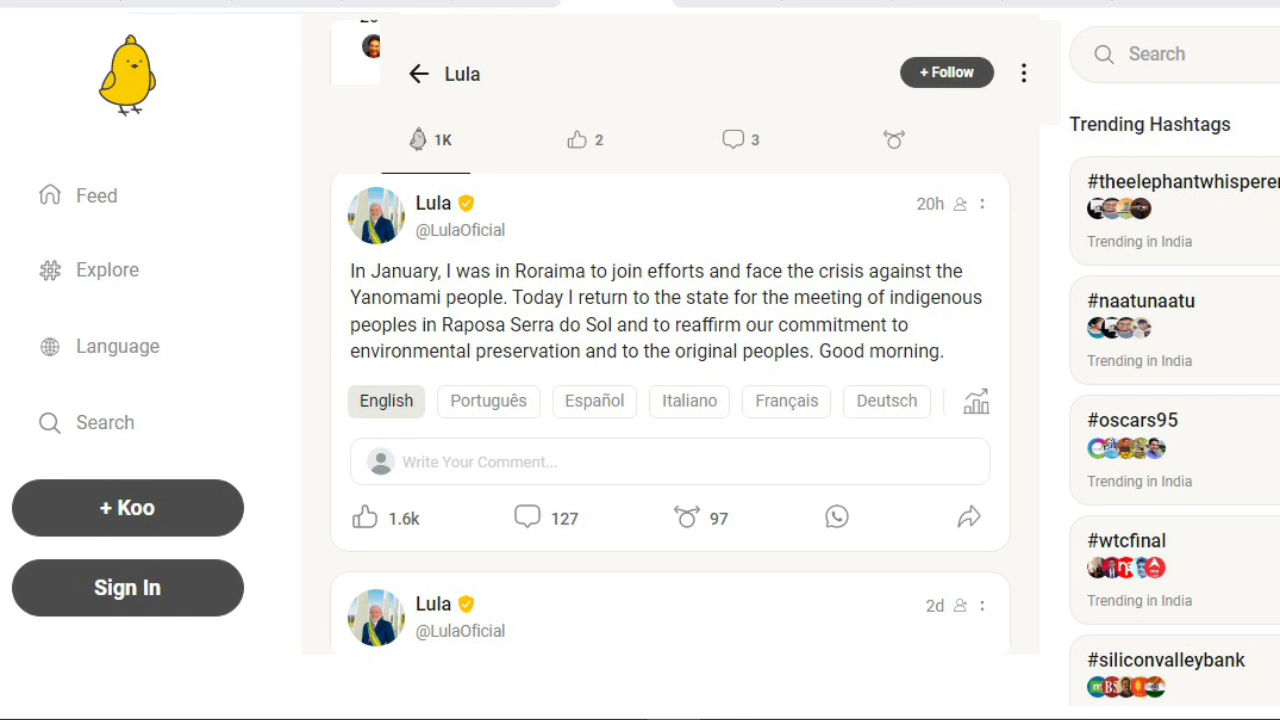 Lula
+ Follow
1K
2
3
Feed
Explore
Language
Search
+ Koo
Sign In
Lula
20h
@LulaOficial
In January, I was in Roraima to join efforts and face the crisis against the
Yanomami people. Today I return to the state for the meeting of indigenous
peoples in Raposa Serra do Sol and to reaffirm our commitment to
environmental preservation and to the original peoples. Good morning.
English Português Español Italiano Français Deutsch
Write Your Comment...
1.6k
127
97
Lula
2d
@LulaOficial
Search
Trending Hashtags
#theelephantwhisperer
Trending in India
#naatunaatu
Trending in India
#oscars95
Trending in India
#wtcfinal
Trending in India
#siliconvalleybank